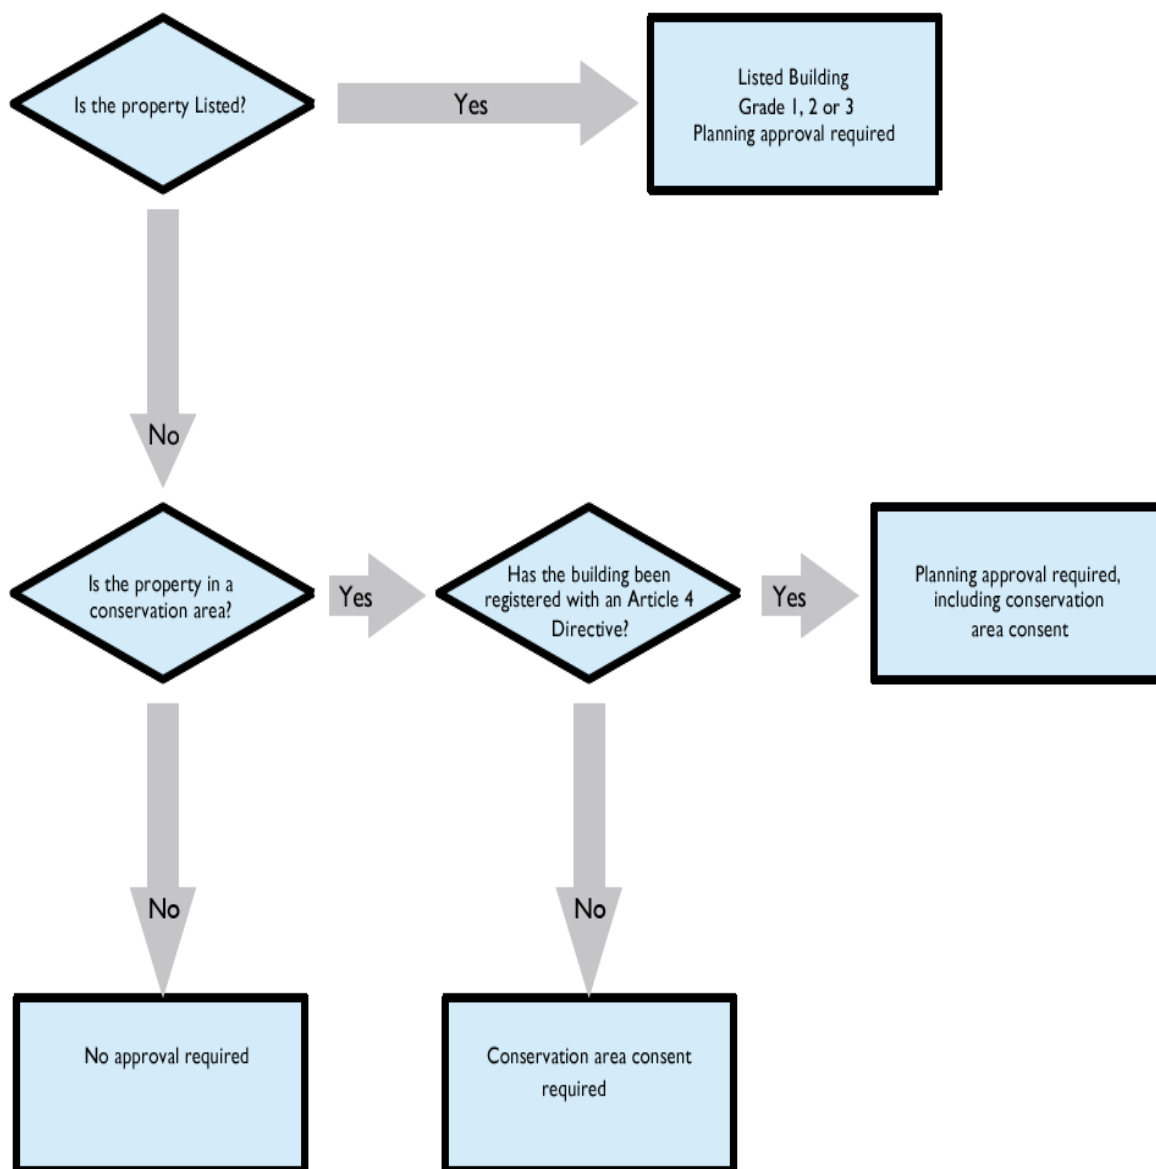 Is the property Listed?
Yes
Listed Building
Grade 1, 2 or 3
Planning approval required
No
Is the property in a
conservation area?
Yes
Has the building been
registered with an Article 4
Directive?
Yes
Planning approval required,
including conservation
area consent
No
No
No approval required
Conservation area consent
required